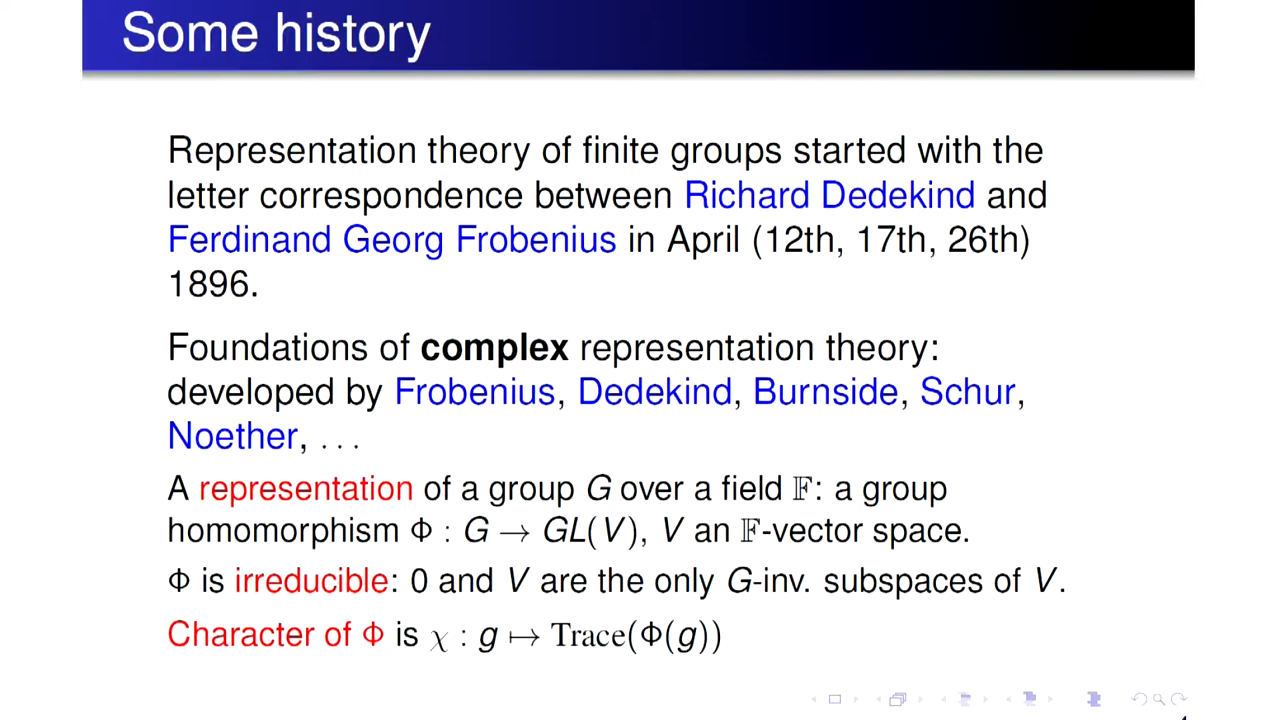 Some history
Representation theory of finite groups started with the
letter correspondence between Richard Dedekind and
Ferdinand Georg Frobenius in April (12th, 17th, 26th)
1896.
Foundations of complex representation theory:
developed by Frobenius, Dedekind, Burnside, Schur,
Noether, . . .
A representation of a group G over a field 𝔽: a group
homomorphism Φ : G → GL(V), V an 𝔽-vector space.
Φ is irreducible: 0 and V are the only G-inv. subspaces of V.
Character of Φ is χ : g ↦ Trace(Φ(g))